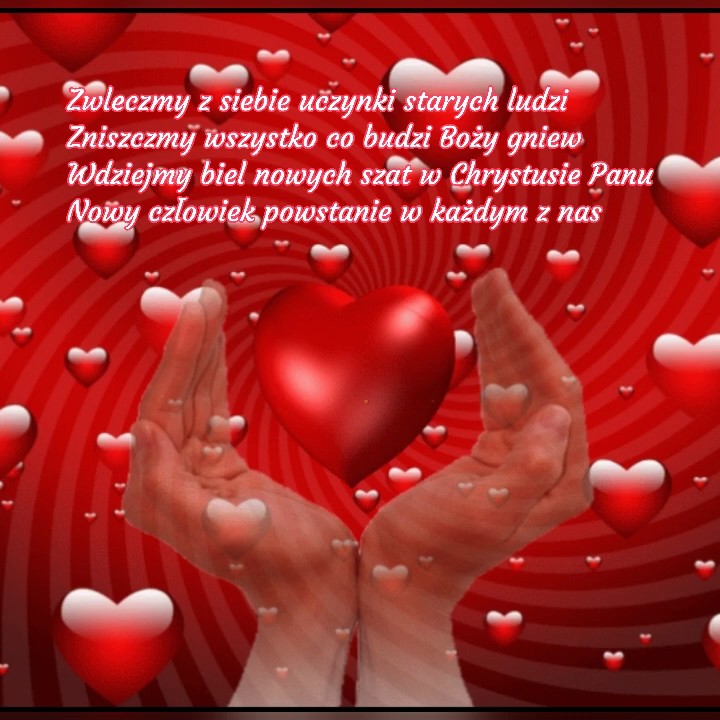 Zwleczmy z siebie uczynki starych ludzi
Zniszczmy wszystko co budzi Boży gniew
Wdziejmy biel nowych szat w Chrystusie Panu
Nowy człowiek powstanie w każdym z nas